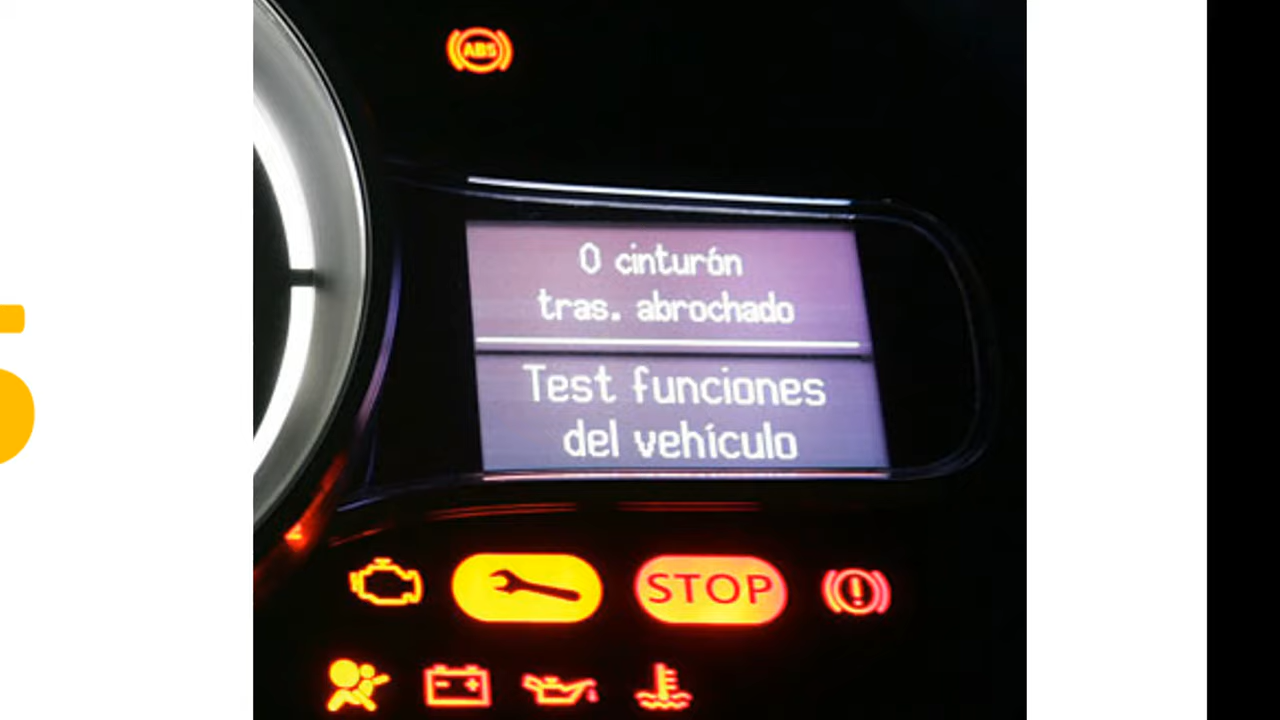 ABS
0 cinturón
tras. abrochado
Test funciones
del vehículo
STOP